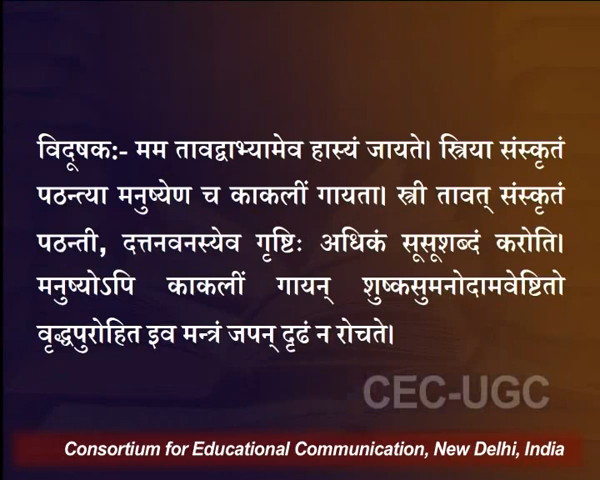 विदूषकः- मम तावद्वाभ्यामेव हास्यं जायते। स्त्रिया संस्कृतं
पठन्त्या मनुष्येण च काकलीं गायता। स्त्री तावत् संस्कृतं
पठन्ती, दत्तनवनस्येव गृष्टिः अधिकं सूसूशब्दं करोति।
मनुष्योऽपि काकलीं गायन् शुष्कसुमनोदामवेष्टितो
वृद्धपुरोहित इव मन्त्रं जपन् दृढं न रोचते।
CEC-UGC
Consortium for Educational Communication, New Delhi, India